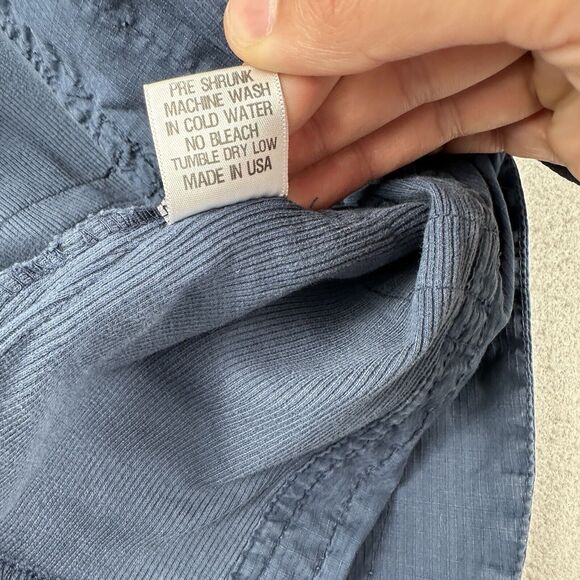 PRE SHRUNK
MACHINE WASH
IN COLD WATER
NO BLEACH
TUMBLE DRY LOW
MADE IN USA